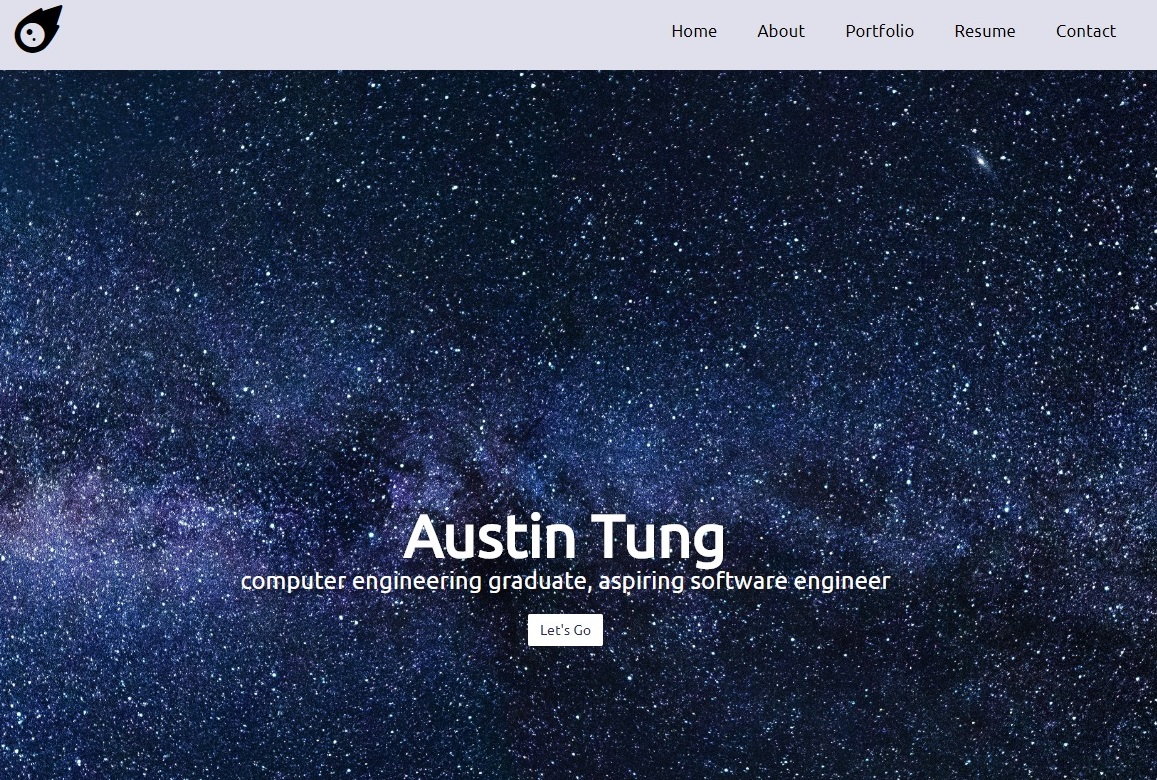 Home About Portfolio Resume Contact
Austin Tung
computer engineering graduate, aspiring software engineer
Let's Go